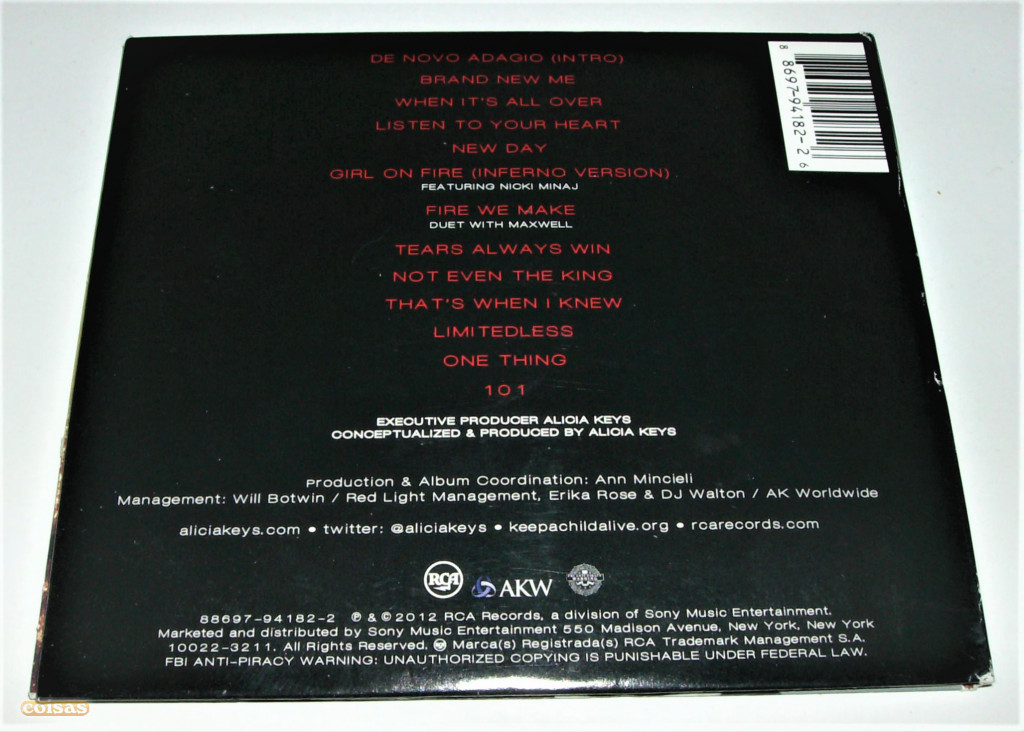 DE NOVO ADAGIO (INTRO)
BRAND NEW ME
WHEN IT'S ALL OVER
LISTEN TO YOUR HEART
NEW DAY
GIRL ON FIRE (INFERNO VERSION)
FEATURING NICKI MINAJ
FIRE WE MAKE
DUET WITH MAXWELL
TEARS ALWAYS WIN
NOT EVEN THE KING
THAT'S WHEN I KNEW
LIMITEDLESS
ONE THING
101
EXECUTIVE PRODUCER ALICIA KEYS
CONCEPTUALIZED & PRODUCED BY ALICIA KEYS
Production & Album Coordination: Ann Mincieli
Management: Will Botwin / Red Light Management, Erika Rose & DJ Walton / AK Worldwide
aliciakeys.com • twitter: @aliciakeys • keepachildalive.org • rcarecords.com
RCA
AKW
88697-94182-2 ℗ & © 2012 RCA Records, a division of Sony Music Entertainment.
Marketed and distributed by Sony Music Entertainment 550 Madison Avenue, New York, New York
10022-3211. All Rights Reserved. Marca(s) Registrada(s) RCA Trademark Management S.A.
FBI ANTI-PIRACY WARNING: UNAUTHORIZED COPYING IS PUNISHABLE UNDER FEDERAL LAW.
8 8697-94182-2 6
coisas